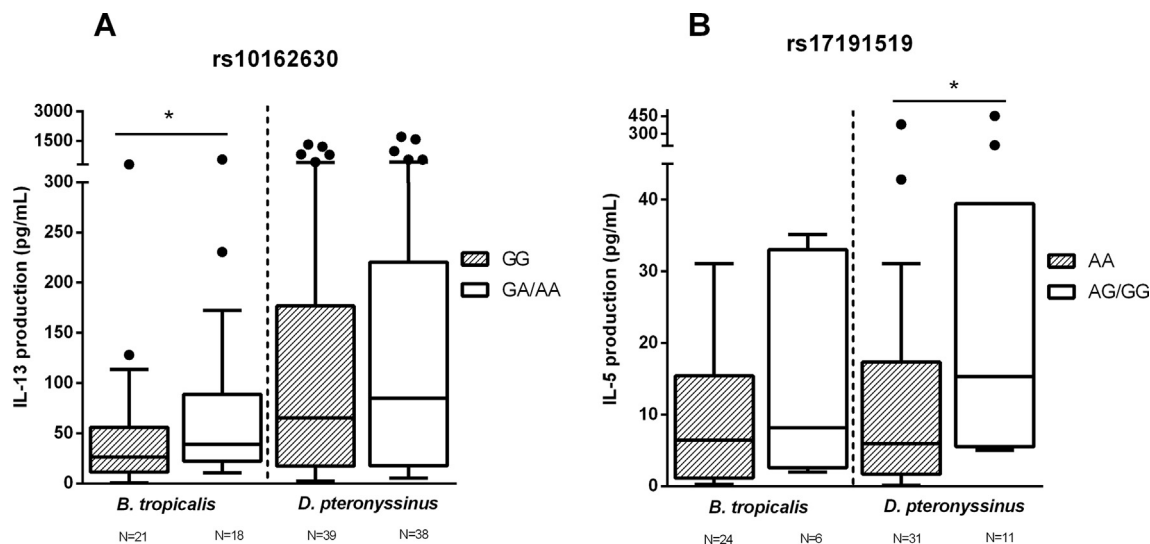 A
rs10162630
*
3000
1500
300
250
200
150
100
50
0
IL-13 production (pg/mL)
GG
GA/AA
B. tropicalis
D. pteronyssinus
N=21
N=18
N=39
N=38
B
rs17191519
*
450
300
40
30
20
10
0
IL-5 production (pg/mL)
AA
AG/GG
B. tropicalis
D. pteronyssinus
N=24
N=6
N=31
N=11